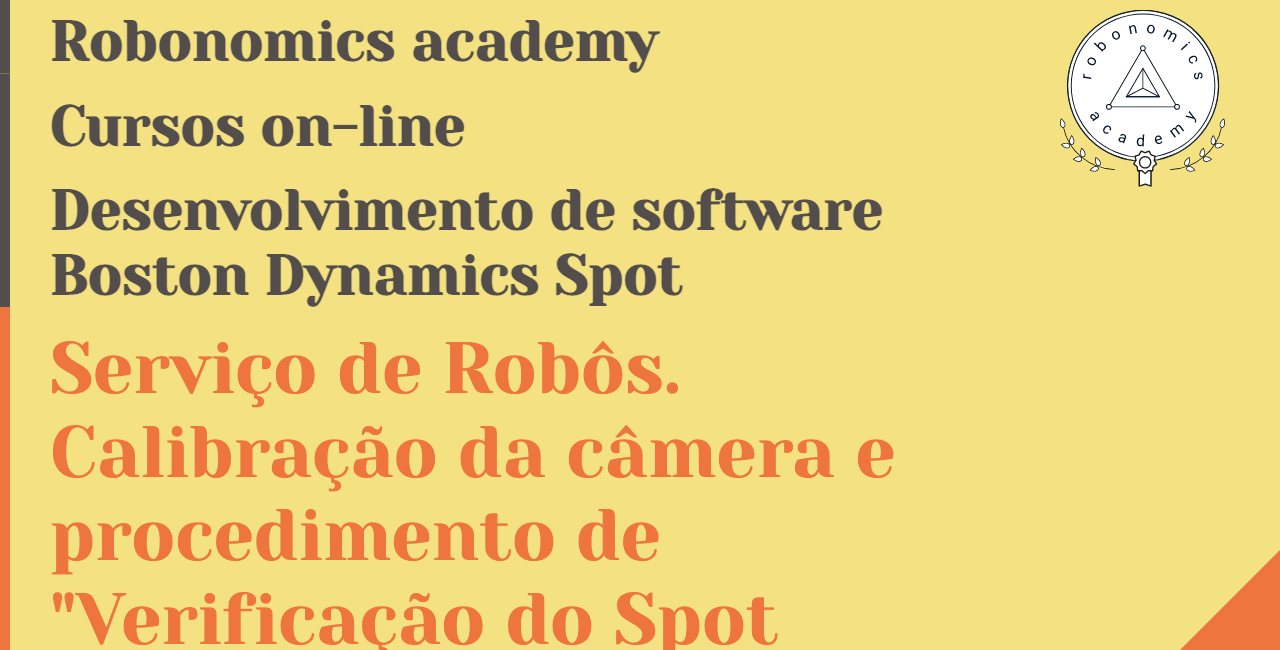 Robonomics academy
Cursos on-line
Desenvolvimento de software
Boston Dynamics Spot
Serviço de Robôs.
Calibração da câmera e
procedimento de
"Verificação do Spot
robonomics
academy